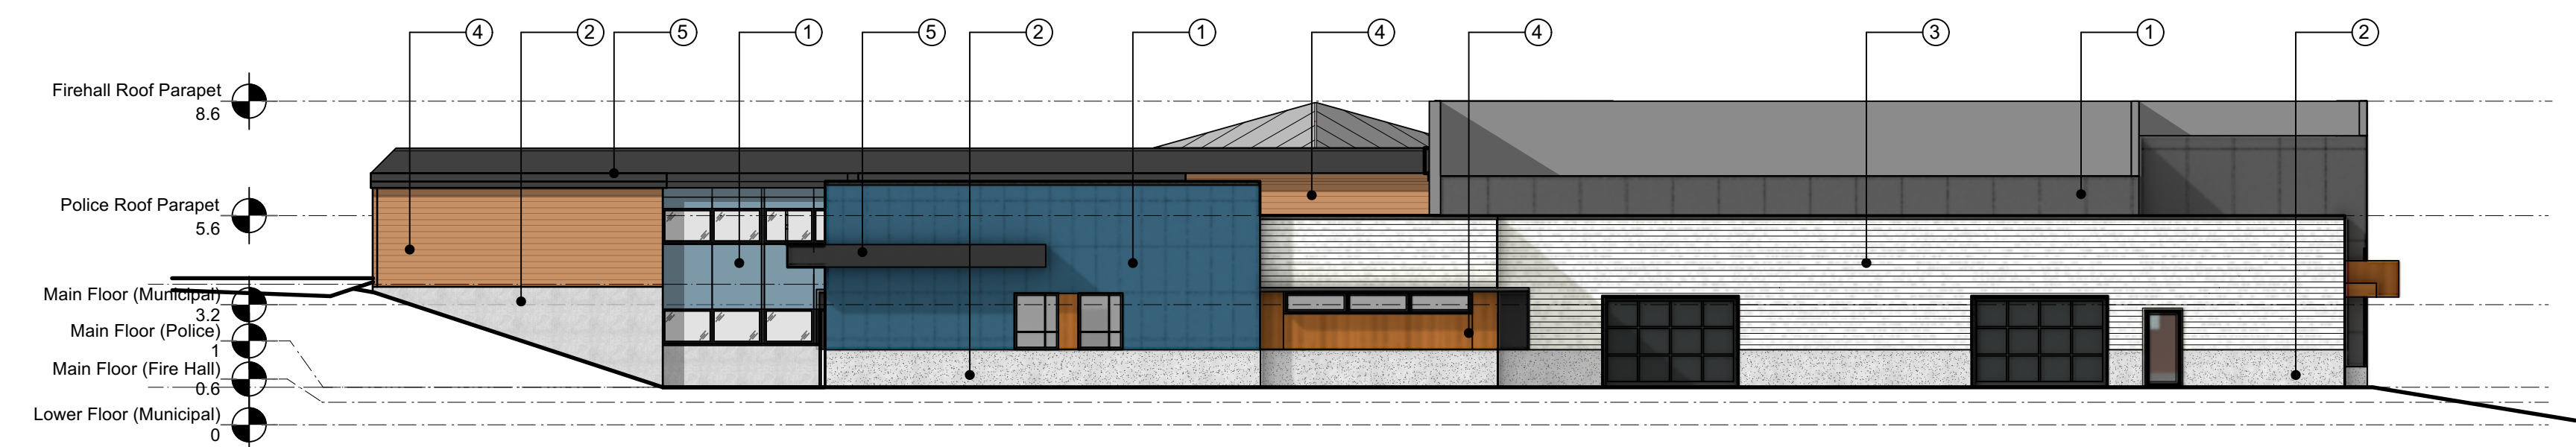 4 2 5 1 5 2 1 4 4 3 1 2
Firehall Roof Parapet
8.6
Police Roof Parapet
5.6
Main Floor (Municipal)
3.2
Main Floor (Police)
1
Main Floor (Fire Hall)
0.6
Lower Floor (Municipal)
0